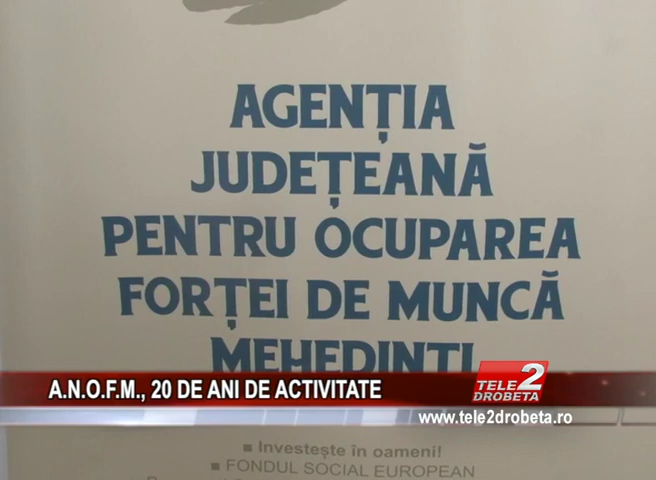 AGENȚIA
JUDEȚEANĂ
PENTRU OCUPAREA
FORȚEI DE MUNCĂ
MEHEDINȚI
A.N.O.F.M., 20 DE ANI DE ACTIVITATE
TELE 2
DROBETA
www.tele2drobeta.ro
■ Investește în oameni!
■ FONDUL SOCIAL EUROPEAN